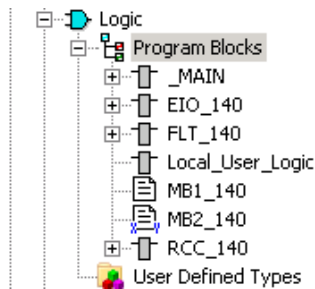 Logic
Program Blocks
_MAIN
EIO_140
FLT_140
Local_User_Logic
MB1_140
MB2_140
RCC_140
User Defined Types